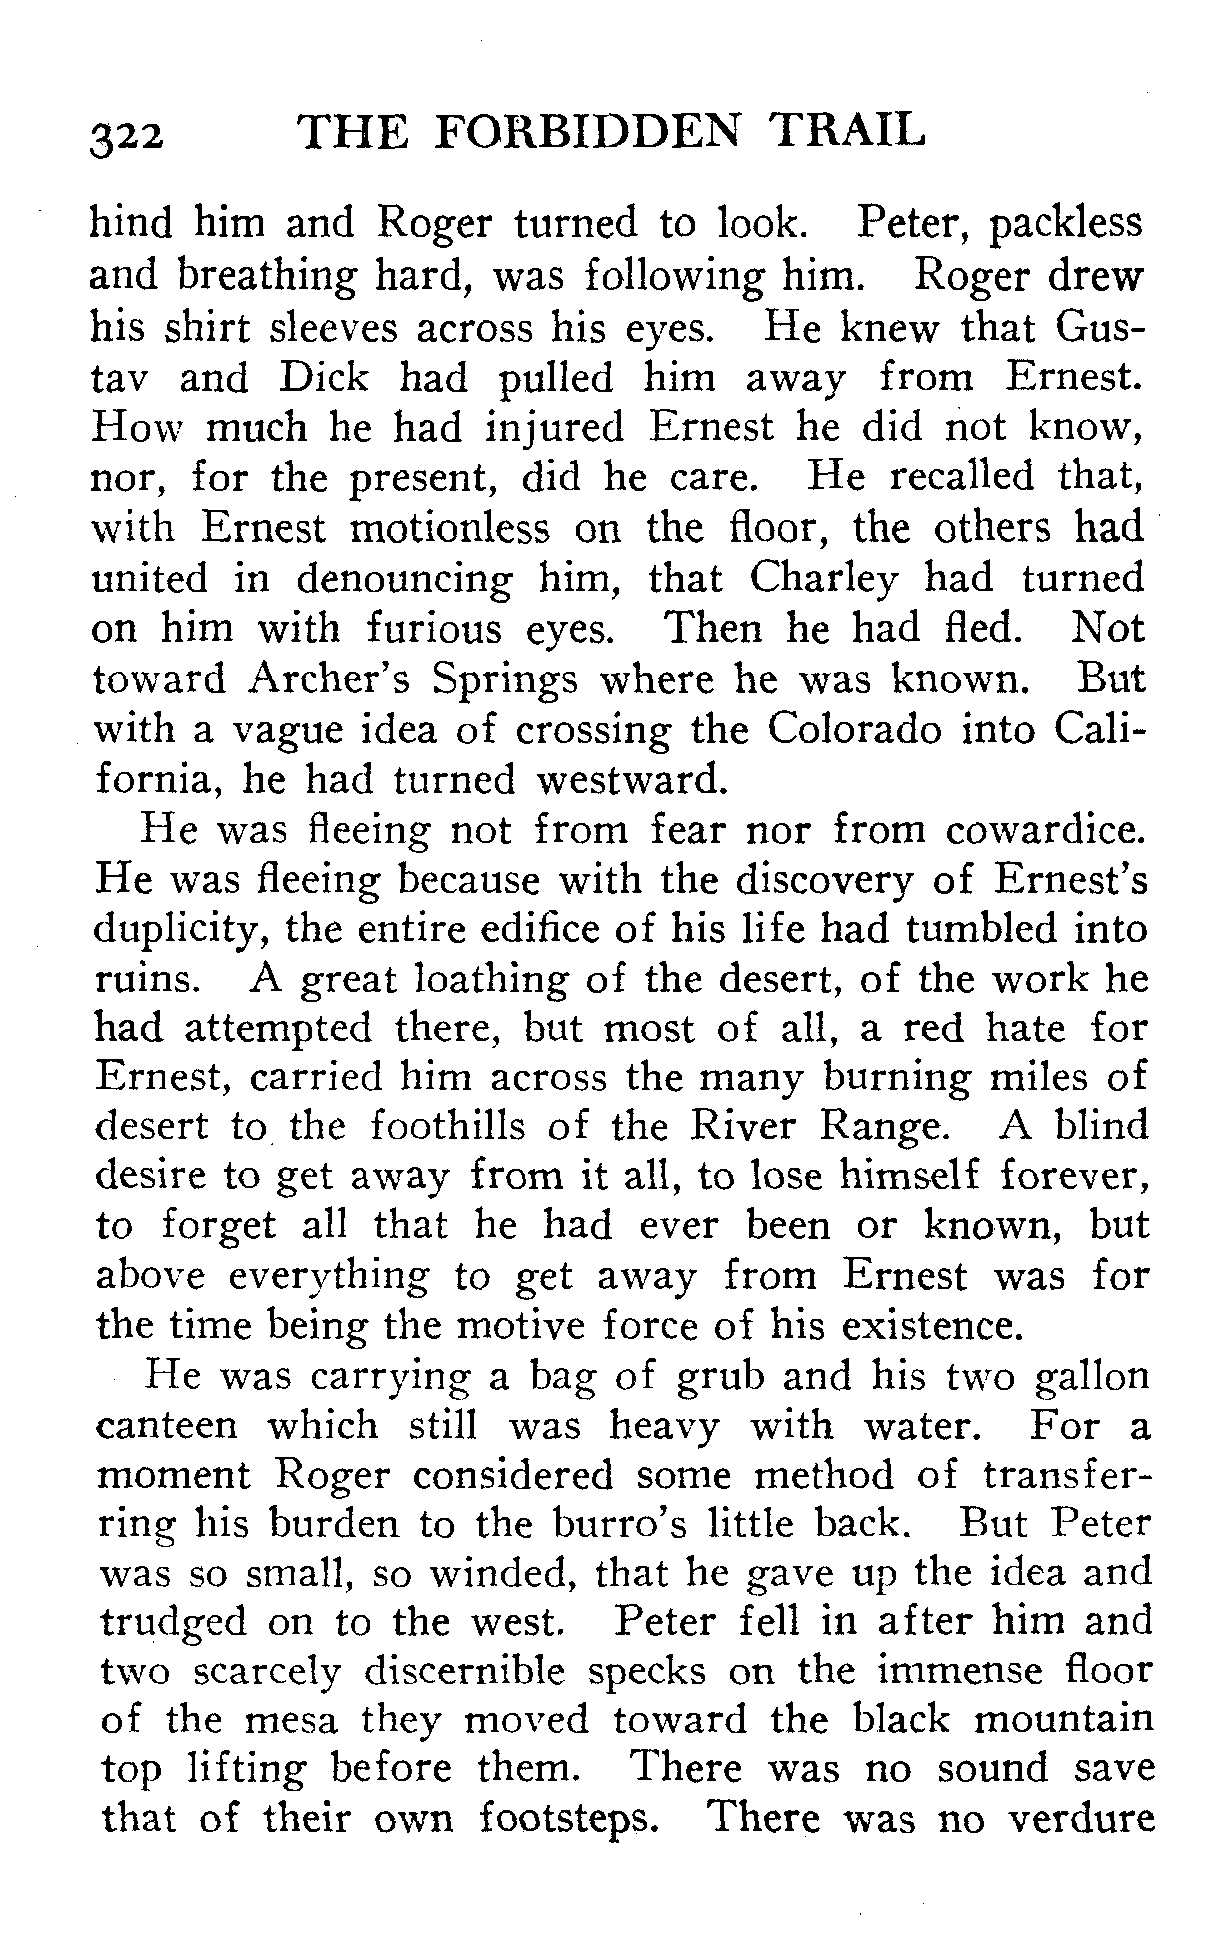 322 THE FORBIDDEN TRAIL
hind him and Roger turned to look. Peter, packless
and breathing hard, was following him. Roger drew
his shirt sleeves across his eyes. He knew that Gus-
tav and Dick had pulled him away from Ernest.
How much he had injured Ernest he did not know,
nor, for the present, did he care. He recalled that,
with Ernest motionless on the floor, the others had
united in denouncing him, that Charley had turned
on him with furious eyes. Then he had fled. Not
toward Archer's Springs where he was known. But
with a vague idea of crossing the Colorado into Cali-
fornia, he had turned westward.
He was fleeing not from fear nor from cowardice.
He was fleeing because with the discovery of Ernest's
duplicity, the entire edifice of his life had tumbled into
ruins. A great loathing of the desert, of the work he
had attempted there, but most of all, a red hate for
Ernest, carried him across the many burning miles of
desert to the foothills of the River Range. A blind
desire to get away from it all, to lose himself forever,
to forget all that he had ever been or known, but
above everything to get away from Ernest was for
the time being the motive force of his existence.
He was carrying a bag of grub and his two gallon
canteen which still was heavy with water. For a
moment Roger considered some method of transfer-
ring his burden to the burro's little back. But Peter
was so small, so winded, that he gave up the idea and
trudged on to the west. Peter fell in after him and
two scarcely discernible specks on the immense floor
of the mesa they moved toward the black mountain
top lifting before them. There was no sound save
that of their own footsteps. There was no verdure